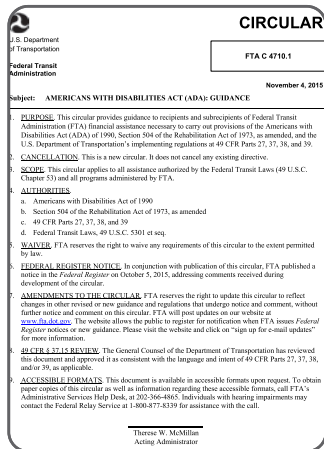 CIRCULAR
U.S. Department
of Transportation
Federal Transit
Administration
FTA C 4710.1
November 4, 2015
Subject: AMERICANS WITH DISABILITIES ACT (ADA): GUIDANCE
1. PURPOSE. This circular provides guidance to recipients and subrecipients of Federal Transit
Administration (FTA) financial assistance necessary to carry out provisions of the Americans with
Disabilities Act (ADA) of 1990, Section 504 of the Rehabilitation Act of 1973, as amended, and the
U.S. Department of Transportation’s implementing regulations at 49 CFR Parts 27, 37, 38, and 39.
2. CANCELLATION. This is a new circular. It does not cancel any existing directive.
3. SCOPE. This circular applies to all assistance authorized by the Federal Transit Laws (49 U.S.C.
Chapter 53) and all programs administered by FTA.
4. AUTHORITIES.
a. Americans with Disabilities Act of 1990
b. Section 504 of the Rehabilitation Act of 1973, as amended
c. 49 CFR Parts 27, 37, 38, and 39
d. Federal Transit Laws, 49 U.S.C. 5301 et seq.
5. WAIVER. FTA reserves the right to waive any requirements of this circular to the extent permitted
by law.
6. FEDERAL REGISTER NOTICE. In conjunction with publication of this circular, FTA published a
notice in the Federal Register on October 5, 2015, addressing comments received during
development of the circular.
7. AMENDMENTS TO THE CIRCULAR. FTA reserves the right to update this circular to reflect
changes in other revised or new guidance and regulations that undergo notice and comment, without
further notice and comment on this circular. FTA will post updates on our website at
www.fta.dot.gov. The website allows the public to register for notification when FTA issues Federal
Register notices or new guidance. Please visit the website and click on “sign up for e-mail updates”
for more information.
8. 49 CFR § 37.15 REVIEW. The General Counsel of the Department of Transportation has reviewed
this document and approved it as consistent with the language and intent of 49 CFR Parts 27, 37, 38,
and/or 39, as applicable.
9. ACCESSIBLE FORMATS. This document is available in accessible formats upon request. To obtain
paper copies of this circular as well as information regarding these accessible formats, call FTA’s
Administrative Services Help Desk, at 202-366-4865. Individuals with hearing impairments may
contact the Federal Relay Service at 1-800-877-8339 for assistance with the call.
Therese W. McMillan
Acting Administrator